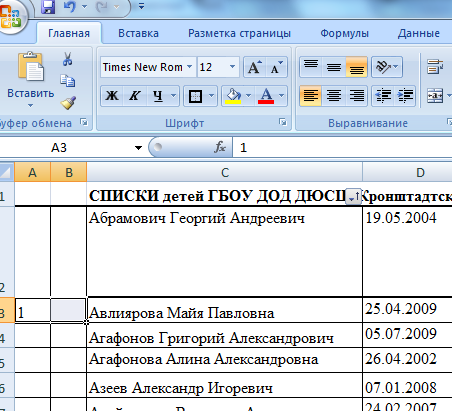 Главная Вставка Разметка страницы Формулы Данные
Times New Rom 12 А А
Вставить
Ж К Ч А
Буфер обмена Шрифт Выравнивание
A3 fx 1
A B C D
1 СПИСКИ детей ГБОУ ДОД ДЮСШ Кронштадтск
2 Абрамович Георгий Андреевич 19.05.2004
3 1 Авлиярова Майя Павловна 25.04.2009
4 Агафонов Григорий Александрович 05.07.2009
5 Агафонова Алина Александровна 26.04.2002
6 Азеев Александр Игоревич 07.01.2008
24.02.2007